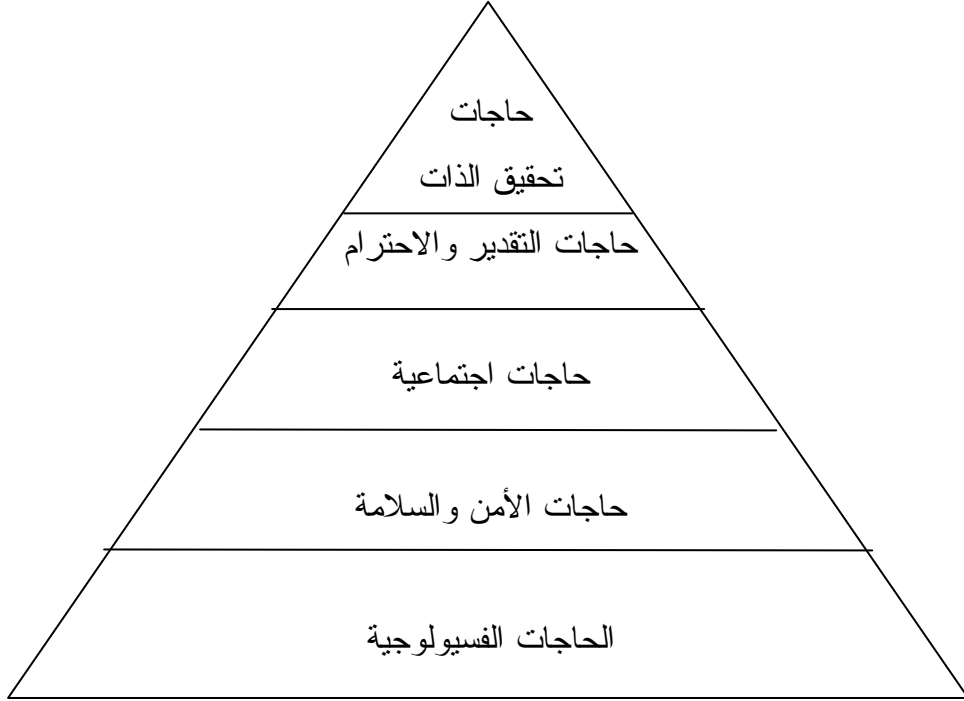 حاجات
تحقيق الذات
حاجات التقدير والاحترام
حاجات اجتماعية
حاجات الأمن والسلامة
الحاجات الفسيولوجية